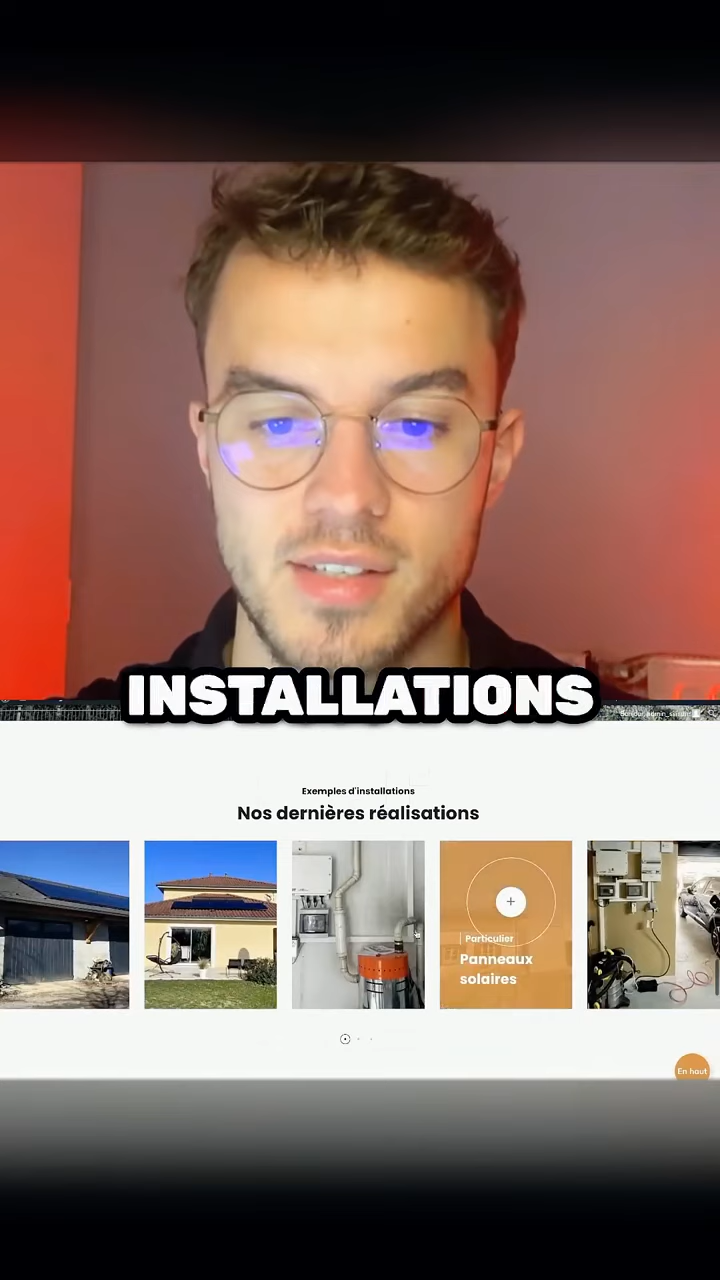 INSTALLATIONS
Exemples d'installations
Nos dernières réalisations
Particulier
Panneaux
solaires
En haut